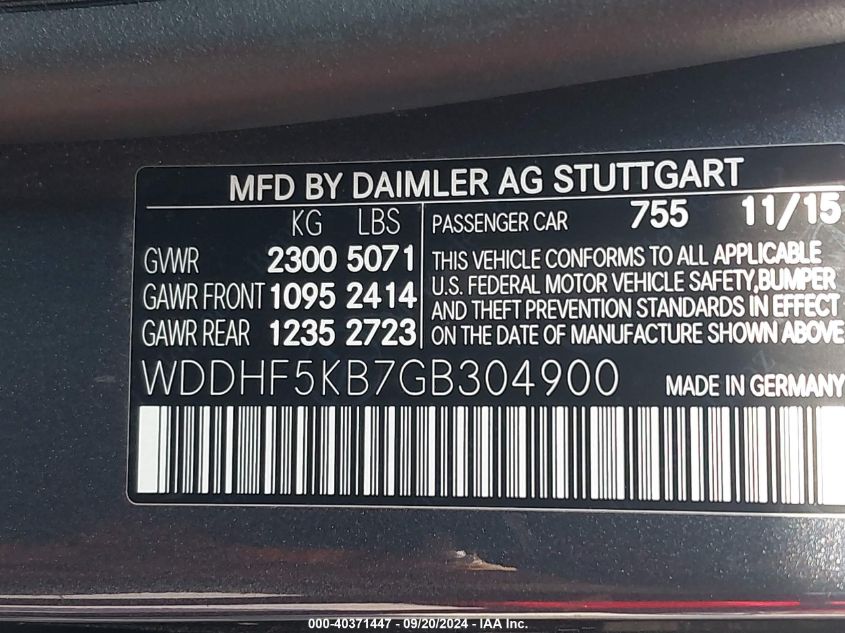 MFD BY DAIMLER AG STUTTGART
KG LBS
GVWR 2300 5071
GAWR FRONT 1095 2414
GAWR REAR 1235 2723
PASSENGER CAR 755 11/15
THIS VEHICLE CONFORMS TO ALL APPLICABLE
U.S. FEDERAL MOTOR VEHICLE SAFETY,BUMPER
AND THEFT PREVENTION STANDARDS IN EFFECT
ON THE DATE OF MANUFACTURE SHOWN ABOVE
WDDHF5KB7GB304900 MADE IN GERMANY
000-40371447 - 09/20/2024 - IAA Inc.